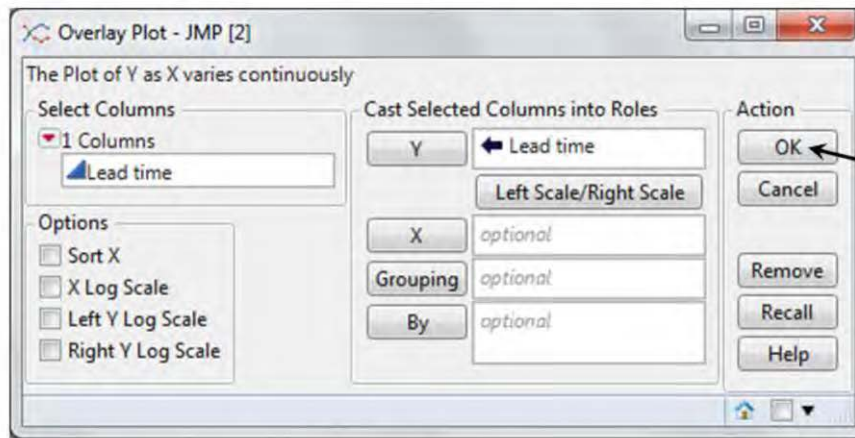 Overlay Plot - JMP [2]
The Plot of Y as X varies continuously
Select Columns
1 Columns
Lead time
Options
Sort X
X Log Scale
Left Y Log Scale
Right Y Log Scale
Cast Selected Columns into Roles
Y
Lead time
Left Scale/Right Scale
X
optional
Grouping
optional
By
optional
Action
OK
Cancel
Remove
Recall
Help